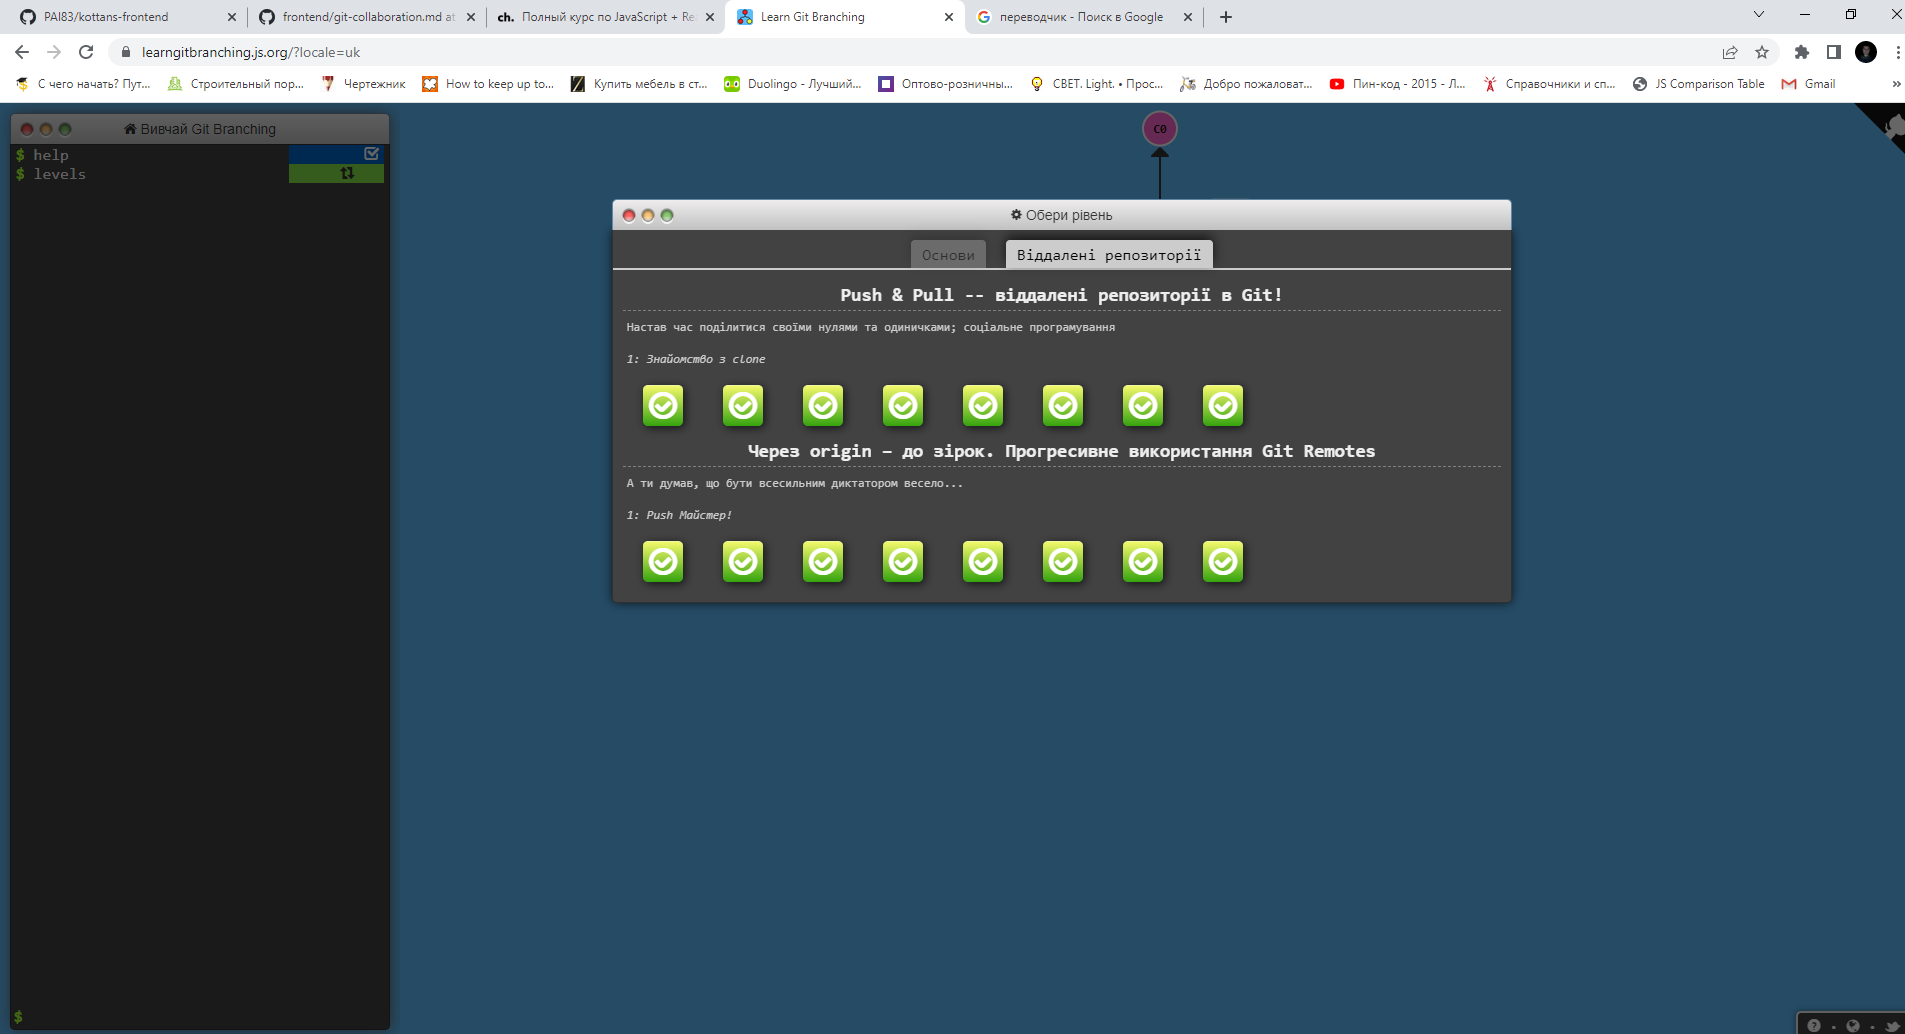 PAI83/kottans-frontend
frontend/git-collaboration.md at
ch. Полный курс по JavaScript + Re
Learn Git Branching
переводчик - Поиск в Google
learngitbranching.js.org/?locale=uk
С чего начать? Пут...
Строительный пор...
Чертежник
How to keep up to...
Купить мебель в ст...
Duolingo - Лучший...
Оптово-розничны...
СВЕТ. Light. • Прос...
Добро пожаловат...
Пин-код - 2015 - Л...
Справочники и сп...
JS Comparison Table
Gmail
»
Вивчай Git Branching
$ help
$ levels
C0
Обери рівень
Основи
Віддалені репозиторії
Push & Pull -- віддалені репозиторії в Git!
Настав час поділитися своїми нулями та одиничками; соціальне програмування
1: Знайомство з clone
Через origin – до зірок. Прогресивне використання Git Remotes
А ти думав, що бути всесильним диктатором весело...
1: Push Майстер!
$